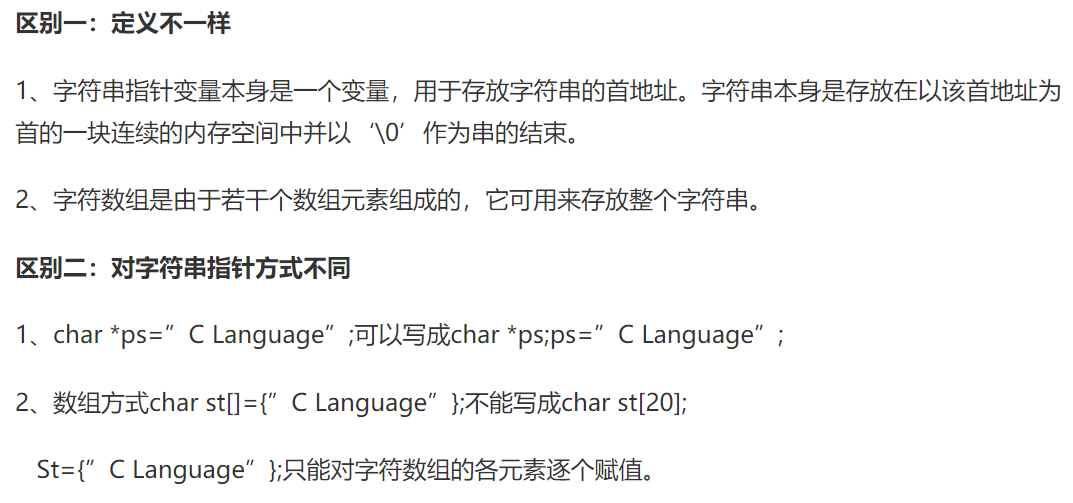 区别一：定义不一样
1、字符串指针变量本身是一个变量，用于存放字符串的首地址。字符串本身是存放在以该首地址为
首的一块连续的内存空间中并以‘\0’作为串的结束。
2、字符数组是由于若干个数组元素组成的，它可用来存放整个字符串。
区别二：对字符串指针方式不同
1、char *ps=”C Language”;可以写成char *ps;ps=”C Language”;
2、数组方式char st[]={”C Language”};不能写成char st[20];
St={”C Language”};只能对字符数组的各元素逐个赋值。